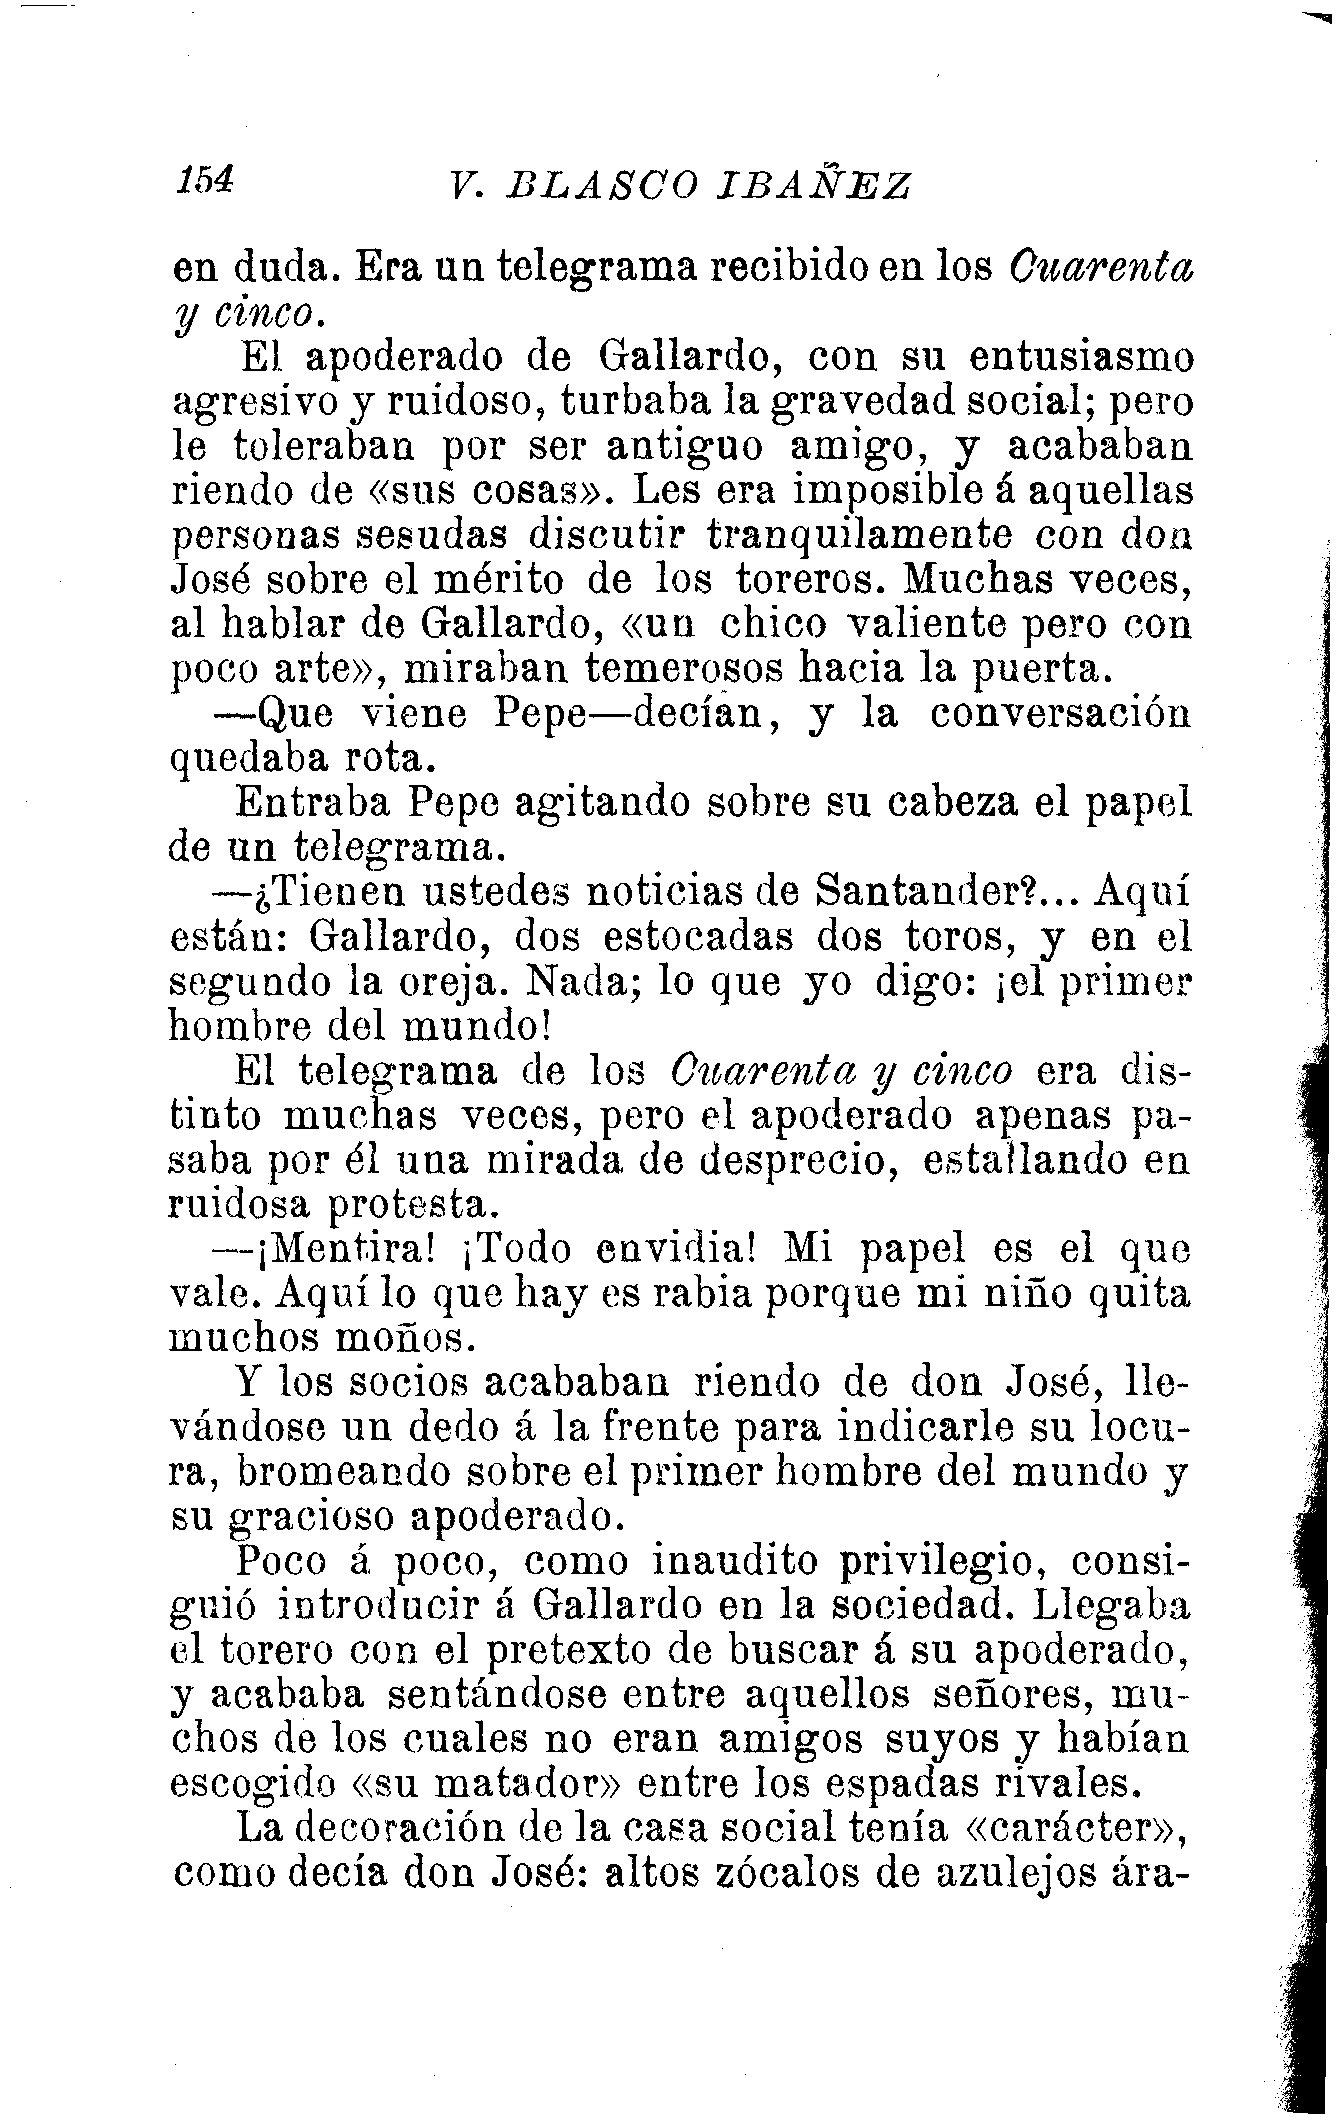 154 V. BLASCO IBAÑEZ
en duda. Era un telegrama recibido en los Cuarenta
y cinco.
El apoderado de Gallardo, con su entusiasmo
agresivo y ruidoso, turbaba la gravedad social; pero
le toleraban por ser antiguo amigo, y acababan
riendo de «sus cosas». Les era imposible á aquellas
personas sesudas discutir tranquilamente con don
José sobre el mérito de los toreros. Muchas veces,
al hablar de Gallardo, «un chico valiente pero con
poco arte», miraban temerosos hacia la puerta.
—Que viene Pepe—decían, y la conversación
quedaba rota.
Entraba Pepe agitando sobre su cabeza el papel
de un telegrama.
—¿Tienen ustedes noticias de Santander?... Aquí
están: Gallardo, dos estocadas dos toros, y en el
segundo la oreja. Nada; lo que yo digo: ¡el primer
hombre del mundo!
El telegrama de los Cuarenta y cinco era dis-
tinto muchas veces, pero el apoderado apenas pa-
saba por él una mirada de desprecio, estallando en
ruidosa protesta.
—¡Mentira! ¡Todo envidia! Mi papel es el que
vale. Aquí lo que hay es rabia porque mi niño quita
muchos moños.
Y los socios acababan riendo de don José, lle-
vándose un dedo á la frente para indicarle su locu-
ra, bromeando sobre el primer hombre del mundo y
su gracioso apoderado.
Poco á poco, como inaudito privilegio, consi-
guió introducir á Gallardo en la sociedad. Llegaba
el torero con el pretexto de buscar á su apoderado,
y acababa sentándose entre aquellos señores, mu-
chos de los cuales no eran amigos suyos y habían
escogido «su matador» entre los espadas rivales.
La decoración de la casa social tenía «carácter»,
como decía don José: altos zócalos de azulejos ára-